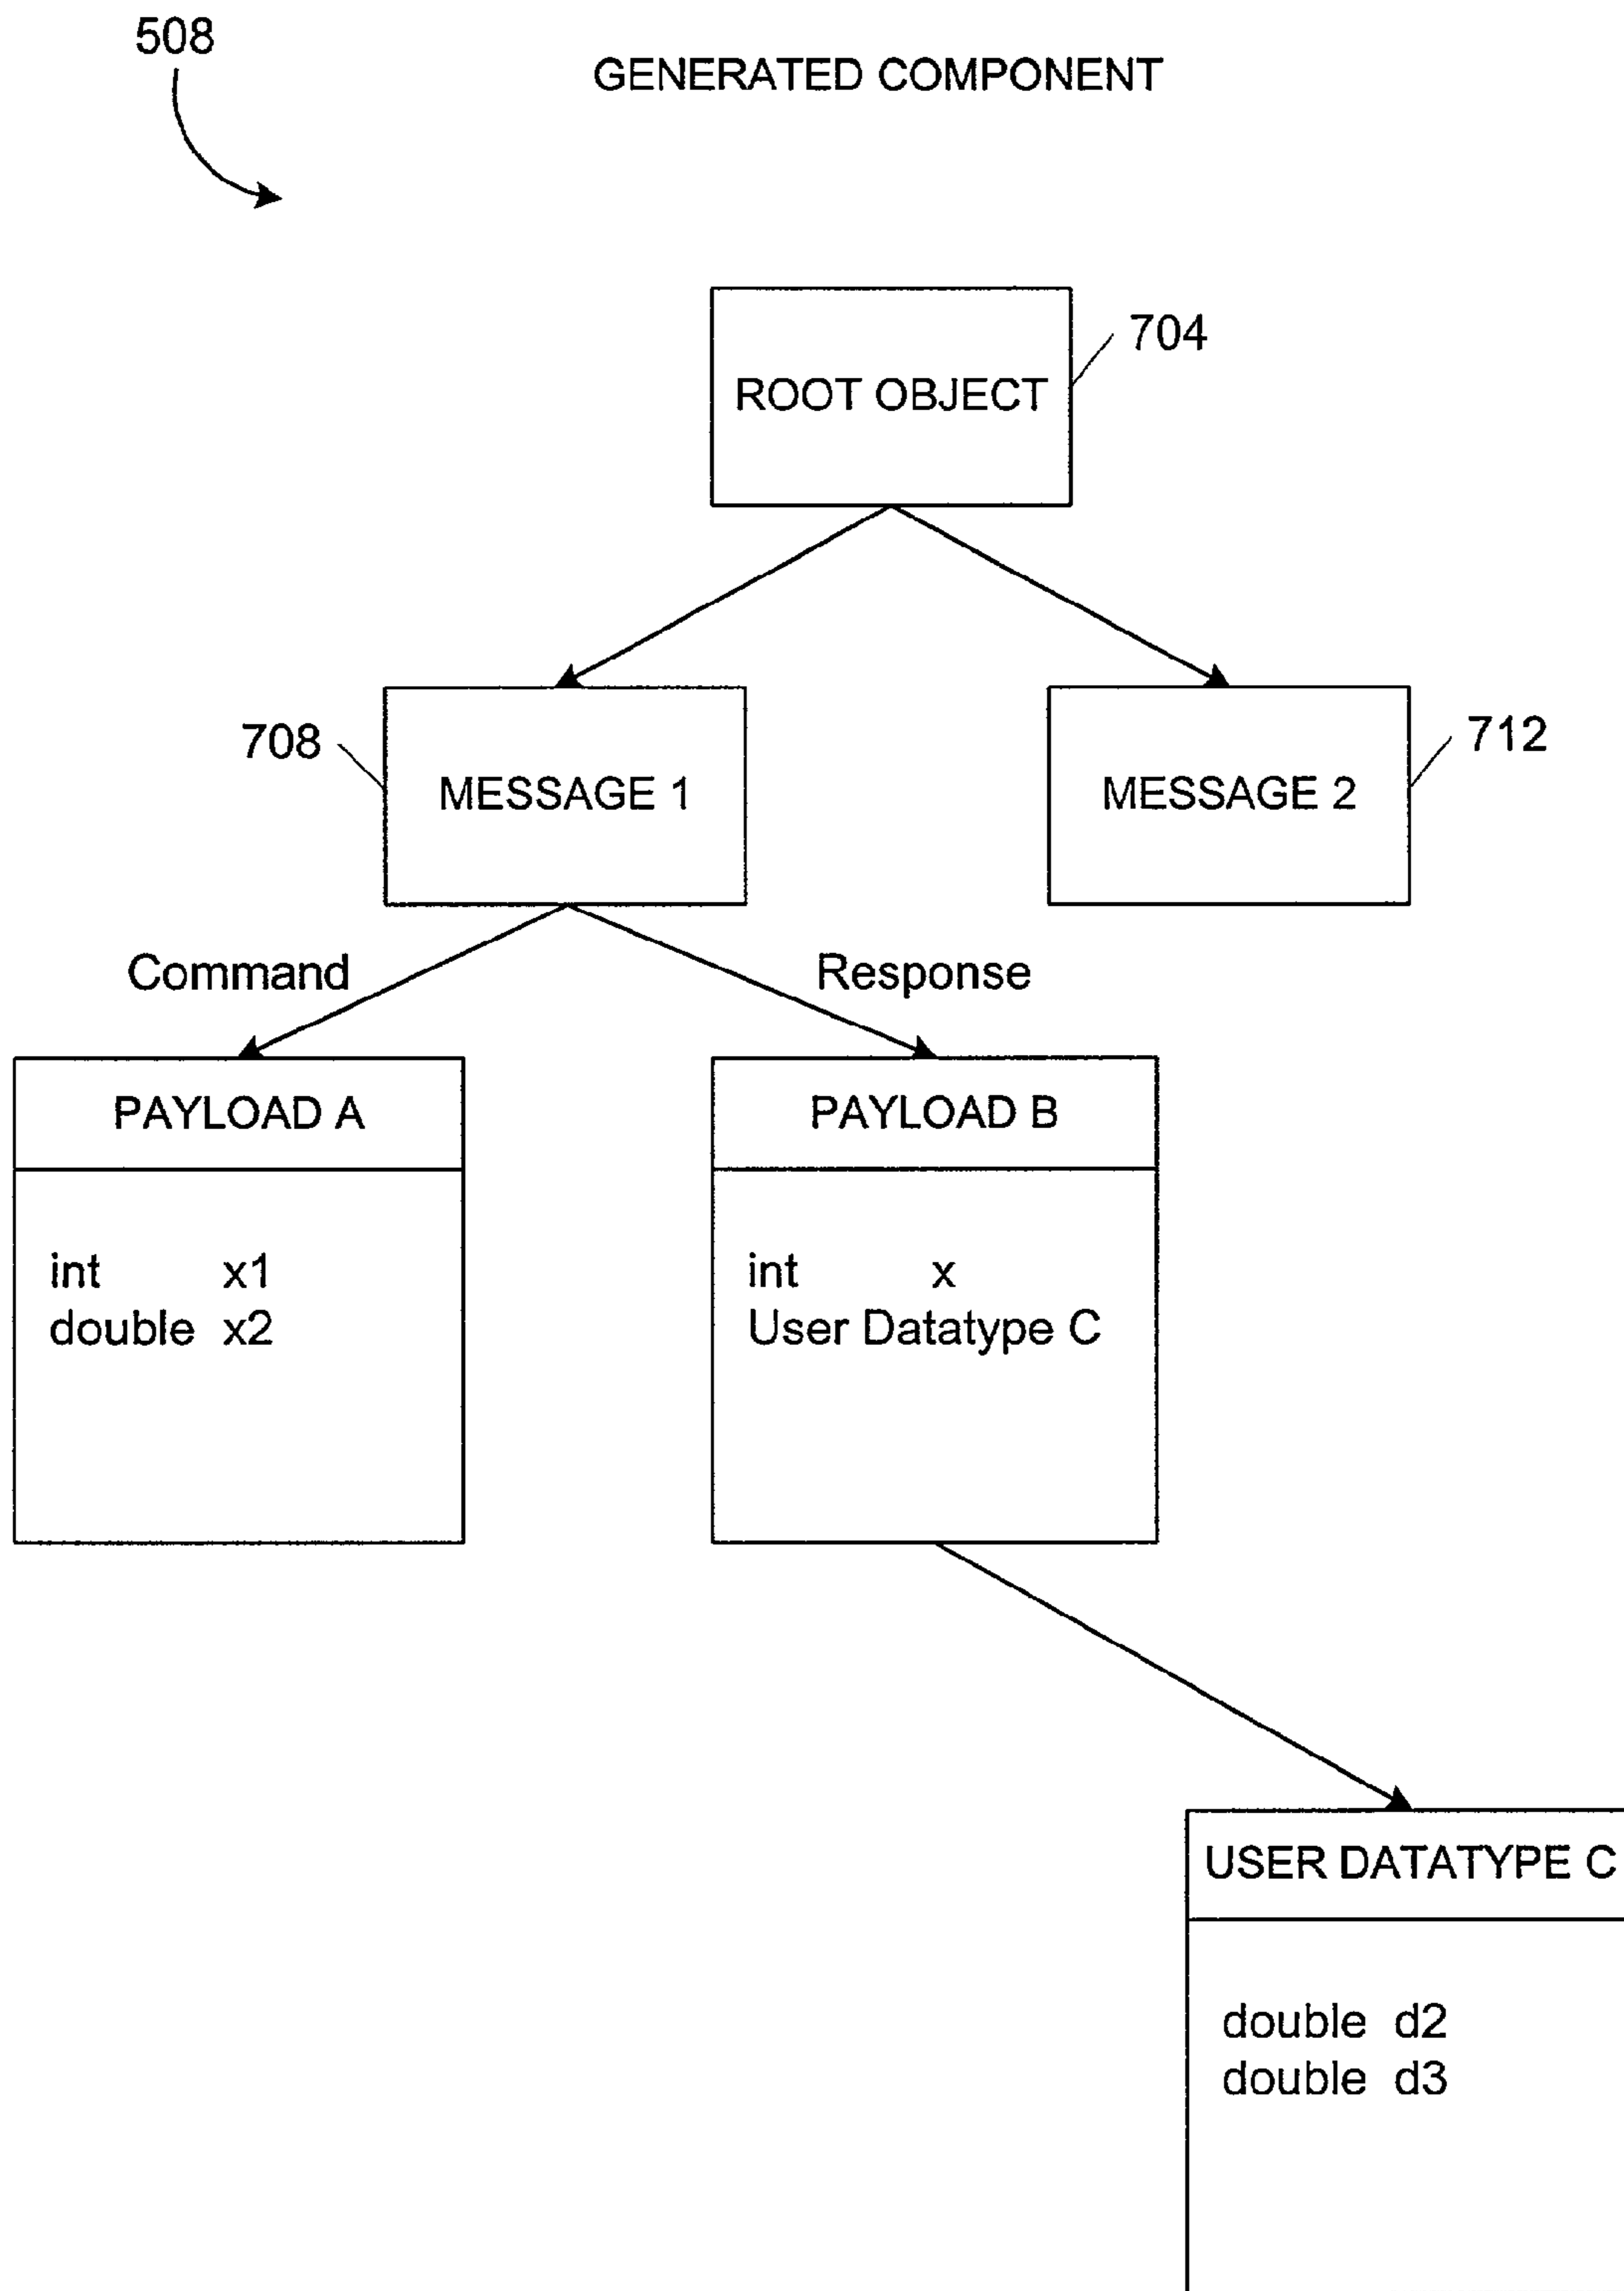 508
GENERATED COMPONENT
704
ROOT OBJECT
708
MESSAGE 1
MESSAGE 2
712
Command
Response
PAYLOAD A
PAYLOAD B
int x1
double x2
int x
User Datatype C
USER DATATYPE C
double d2
double d3